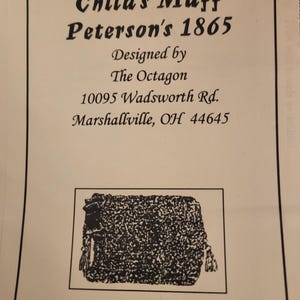 Child's Muff
Peterson's 1865
Designed by
The Octagon
10095 Wadsworth Rd.
Marshallville, OH 44645